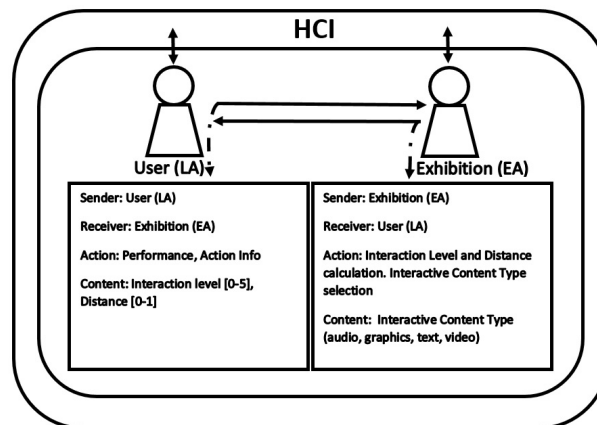 HCI
User (LA)
Exhibition (EA)
Sender: User (LA)
Receiver: Exhibition (EA)
Action: Performance, Action Info
Content: Interaction level [0-5],
Distance [0-1]
Sender: Exhibition (EA)
Receiver: User (LA)
Action: Interaction Level and Distance
calculation. Interactive Content Type
selection
Content:  Interactive Content Type
(audio, graphics, text, video)